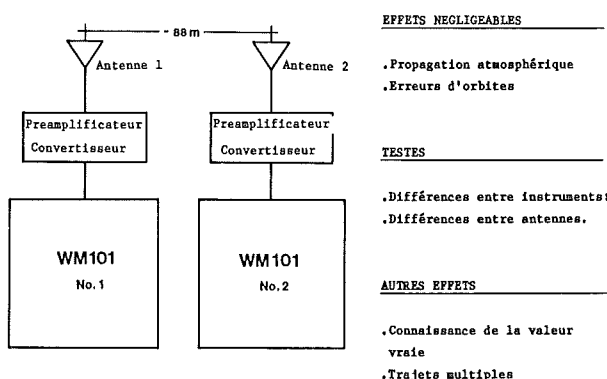 88m
Antenne 1
Antenne 2
Preamplificateur
Convertisseur
Preamplificateur
Convertisseur
WM101
No.1
WM101
No.2
EFFETS NEGLIGEABLES
.Propagation atmosphérique
.Erreurs d'orbites
TESTES
.Différences entre instruments
.Différences entre antennes.
AUTRES EFFETS
.Connaissance de la valeur
vraie
.Trajets multiples